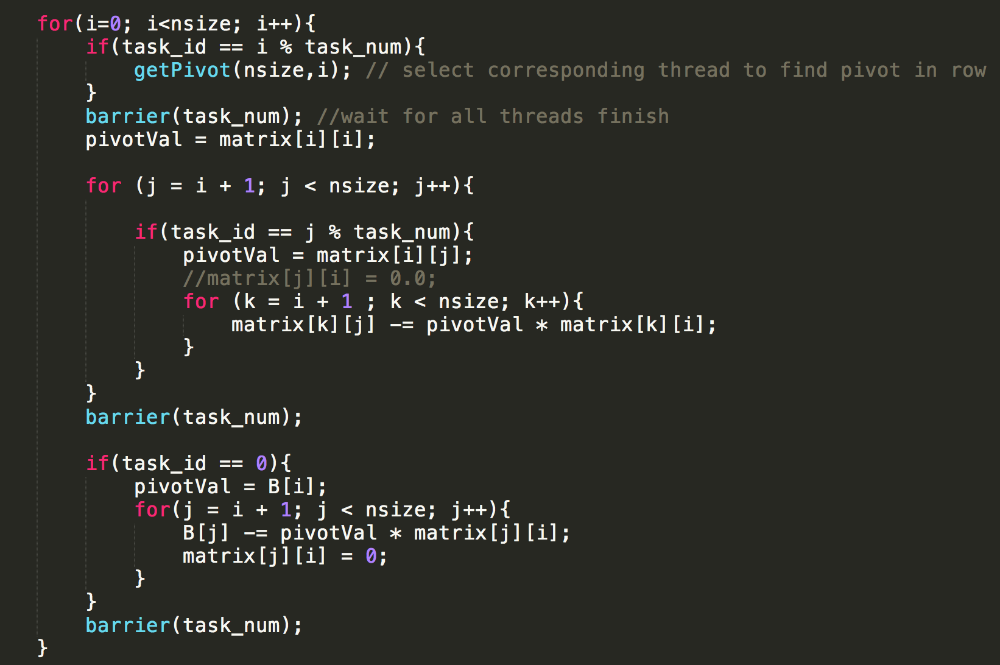 for(i=0; i<nsize; i++){
    if(task_id == i % task_num){
        getPivot(nsize,i); // select corresponding thread to find pivot in row
    }
    barrier(task_num); //wait for all threads finish
    pivotVal = matrix[i][i];

    for (j = i + 1; j < nsize; j++){

        if(task_id == j % task_num){
            pivotVal = matrix[i][j];
            //matrix[j][i] = 0.0;
            for (k = i + 1 ; k < nsize; k++){
                matrix[k][j] -= pivotVal * matrix[k][i];
            }
        }
    }
    barrier(task_num);

    if(task_id == 0){
        pivotVal = B[i];
        for(j = i + 1; j < nsize; j++){
            B[j] -= pivotVal * matrix[j][i];
            matrix[j][i] = 0;
        }
    }
    barrier(task_num);
}